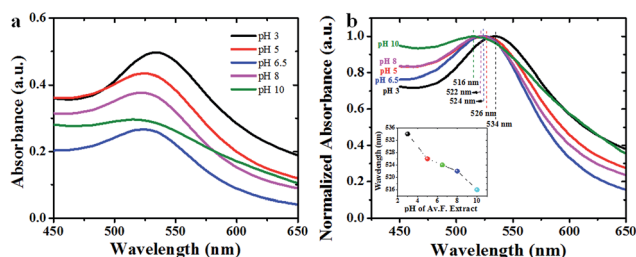 a
Absorbance (a.u.)
0.6
0.4
0.2
0.0
pH 3
pH 5
pH 6.5
pH 8
pH 10
450 500 550 600 650
Wavelength (nm)
b
Normalized Absorbance (a.u.)
1.0
0.8
0.6
0.4
0.2
0.0
pH 10
pH 8
pH 5
pH 6.5
pH 3
516 nm
522 nm
524 nm
526 nm
534 nm
Wavelength (nm)
536
532
528
524
520
516
2 4 6 8 10
pH of Av.F. Extract
450 500 550 600 650
Wavelength (nm)